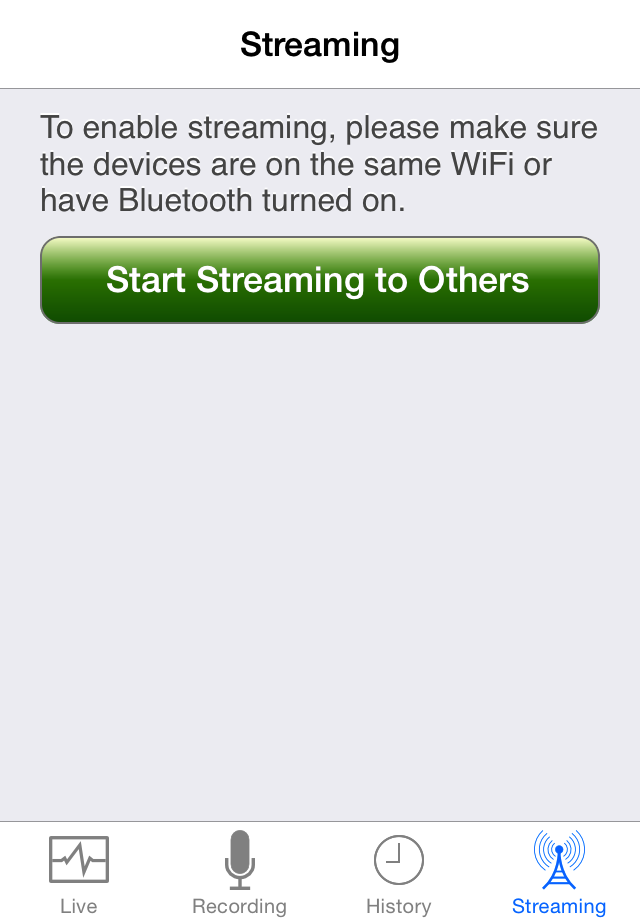 Streaming
To enable streaming, please make sure
the devices are on the same WiFi or
have Bluetooth turned on.
Start Streaming to Others
Live
Recording
History
Streaming